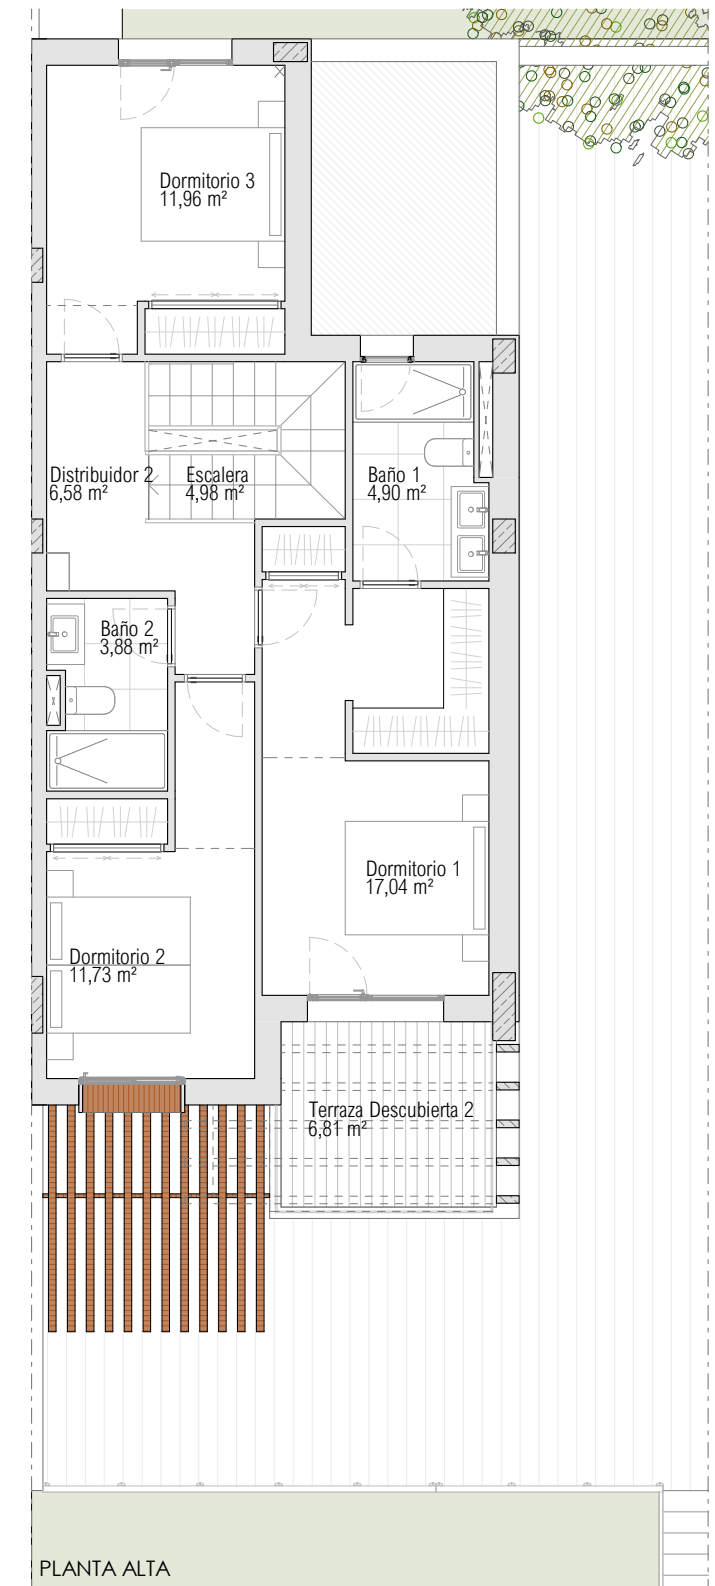 Dormitorio 3
11,96 m²
Distribuidor 2
6,58 m²
Escalera
4,98 m²
Baño 1
4,90 m²
Baño 2
3,88 m²
Dormitorio 1
17,04 m²
Dormitorio 2
11,73 m²
Terraza Descubierta 2
6,81 m²
PLANTA ALTA